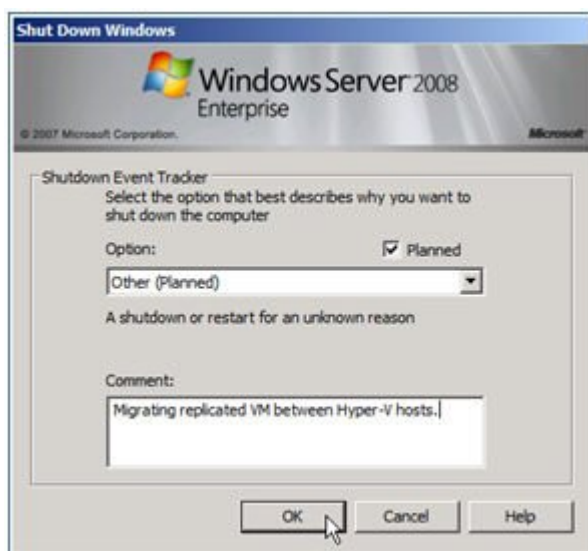 Shut Down Windows
Windows Server 2008
Enterprise
© 2007 Microsoft Corporation.
Microsoft
Shutdown Event Tracker
Select the option that best describes why you want to
shut down the computer
Option:
Planned
Other (Planned)
A shutdown or restart for an unknown reason
Comment:
Migrating replicated VM between Hyper-V hosts.
OK
Cancel
Help